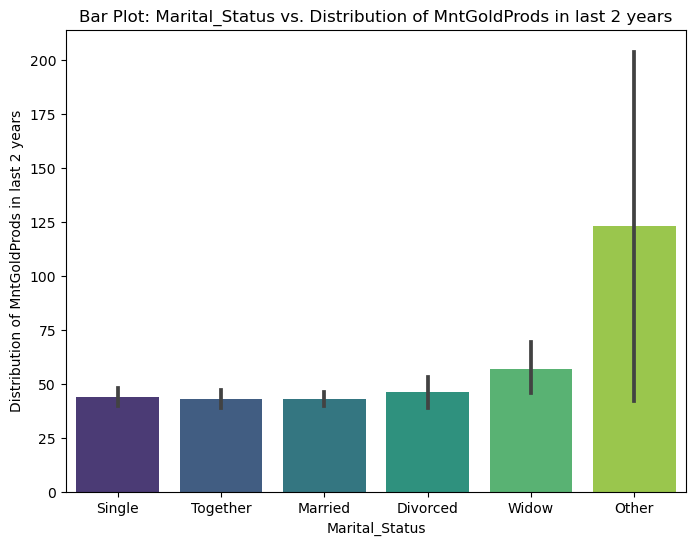 Bar Plot: Marital_Status vs. Distribution of MntGoldProds in last 2 years
Distribution of MntGoldProds in last 2 years
200
175
150
125
100
75
50
25
0
Single Together Married Divorced Widow Other
Marital_Status